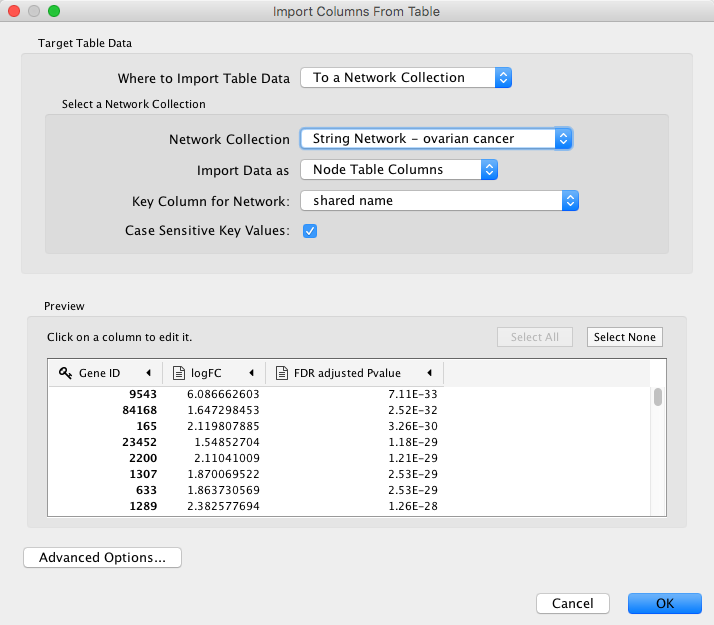 Import Columns From Table
Target Table Data
Where to Import Table Data To a Network Collection
Select a Network Collection
Network Collection String Network – ovarian cancer
Import Data as Node Table Columns
Key Column for Network: shared name
Case Sensitive Key Values:
Preview
Click on a column to edit it. Select All Select None
Gene ID logFC FDR adjusted Pvalue
9543 6.086662603 7.11E-33
84168 1.647298453 2.52E-32
165 2.119807885 3.26E-30
23452 1.54852704 1.18E-29
2200 2.11041009 1.21E-29
1307 1.870069522 2.53E-29
633 1.863730569 2.53E-29
1289 2.382577694 1.26E-28
Advanced Options...
Cancel OK